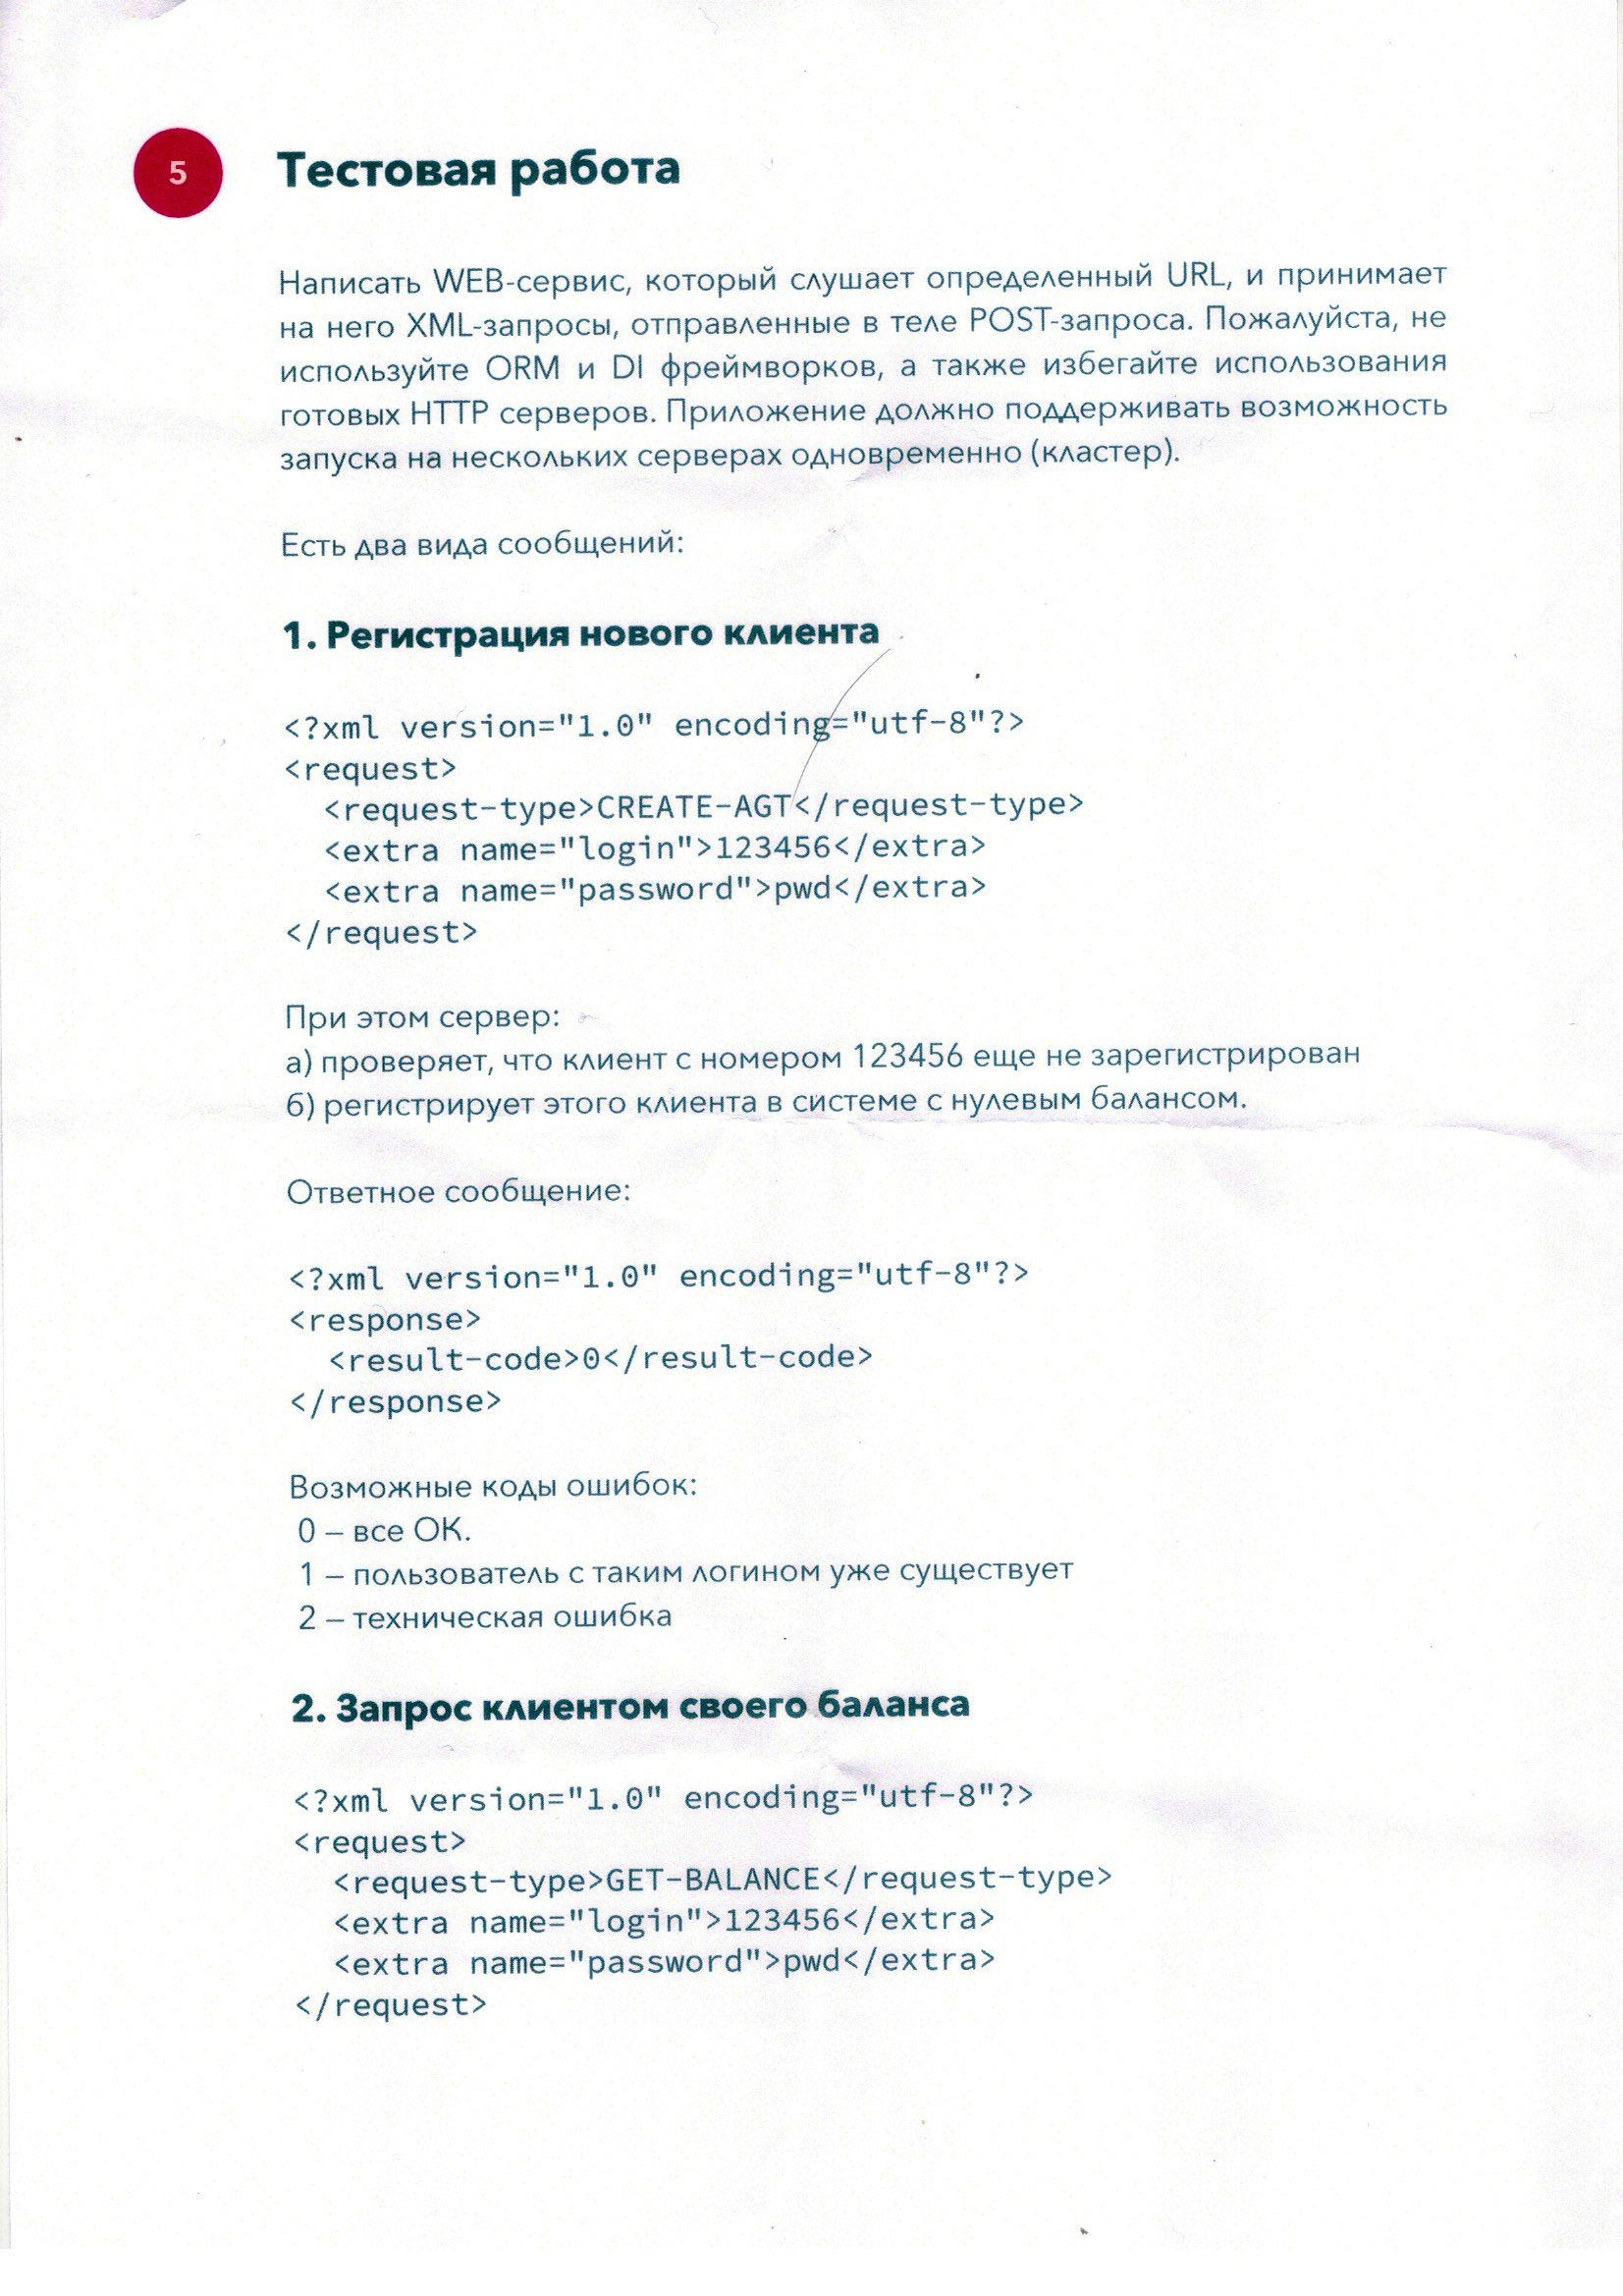 5
Тестовая работа
Написать WEB-сервис, который слушает определенный URL, и принимает
на него XML-запросы, отправленные в теле POST-запроса. Пожалуйста, не
используйте ORM и DI фреймворков, а также избегайте использования
готовых HTTP серверов. Приложение должно поддерживать возможность
запуска на нескольких серверах одновременно (кластер).
Есть два вида сообщений:
1. Регистрация нового клиента
<?xml version="1.0" encoding="utf-8"?>
<request>
  <request-type>CREATE-AGT</request-type>
  <extra name="login">123456</extra>
  <extra name="password">pwd</extra>
</request>
При этом сервер:
а) проверяет, что клиент с номером 123456 еще не зарегистрирован
б) регистрирует этого клиента в системе с нулевым балансом.
Ответное сообщение:
<?xml version="1.0" encoding="utf-8"?>
<response>
  <result-code>0</result-code>
</response>
Возможные коды ошибок:
0 – все ОК.
1 – пользователь с таким логином уже существует
2 – техническая ошибка
2. Запрос клиентом своего баланса
<?xml version="1.0" encoding="utf-8"?>
<request>
  <request-type>GET-BALANCE</request-type>
  <extra name="login">123456</extra>
  <extra name="password">pwd</extra>
</request>